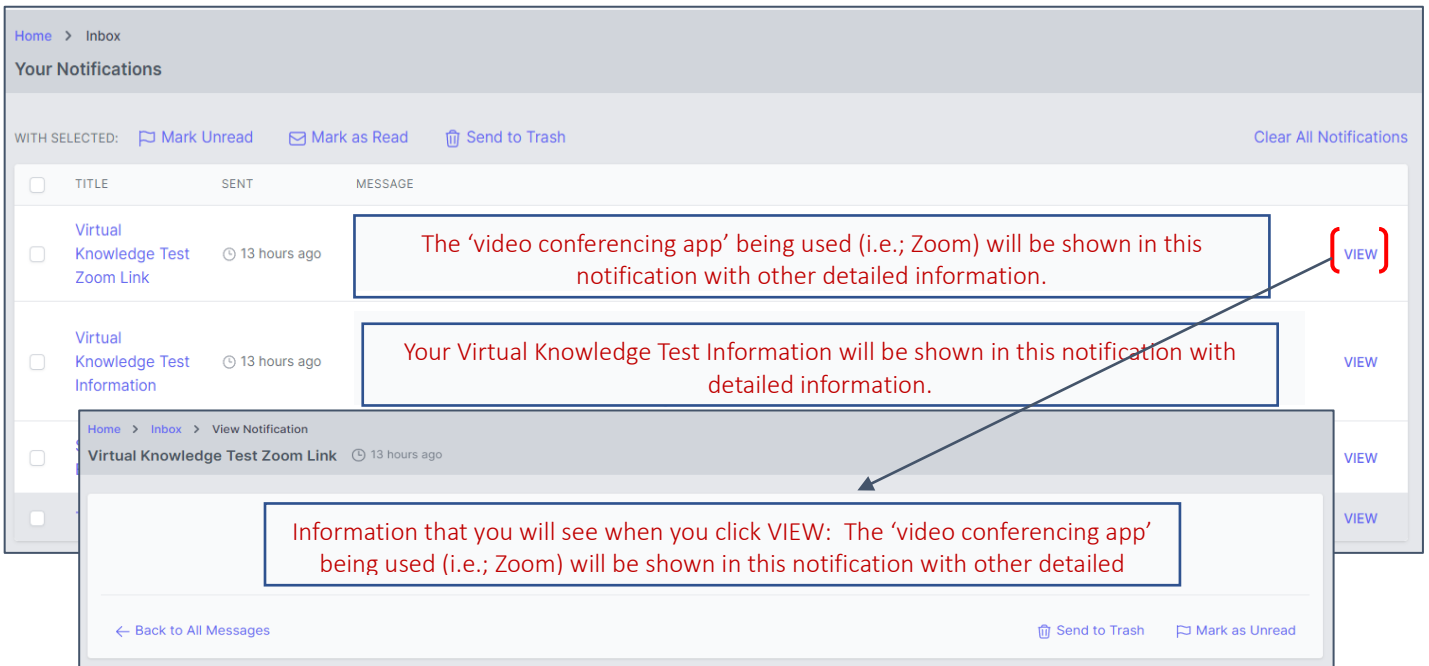 Home > Inbox
Your Notifications
WITH SELECTED: Mark Unread Mark as Read Send to Trash Clear All Notifications
TITLE SENT MESSAGE
Virtual
Knowledge Test
Zoom Link
13 hours ago
The ‘video conferencing app’ being used (i.e.; Zoom) will be shown in this
notification with other detailed information.
VIEW
Virtual
Knowledge Test
Information
13 hours ago
Your Virtual Knowledge Test Information will be shown in this notification with
detailed information.
VIEW
VIEW
VIEW
Home > Inbox > View Notification
Virtual Knowledge Test Zoom Link 13 hours ago
Information that you will see when you click VIEW: The ‘video conferencing app’
being used (i.e.; Zoom) will be shown in this notification with other detailed
← Back to All Messages Send to Trash Mark as Unread